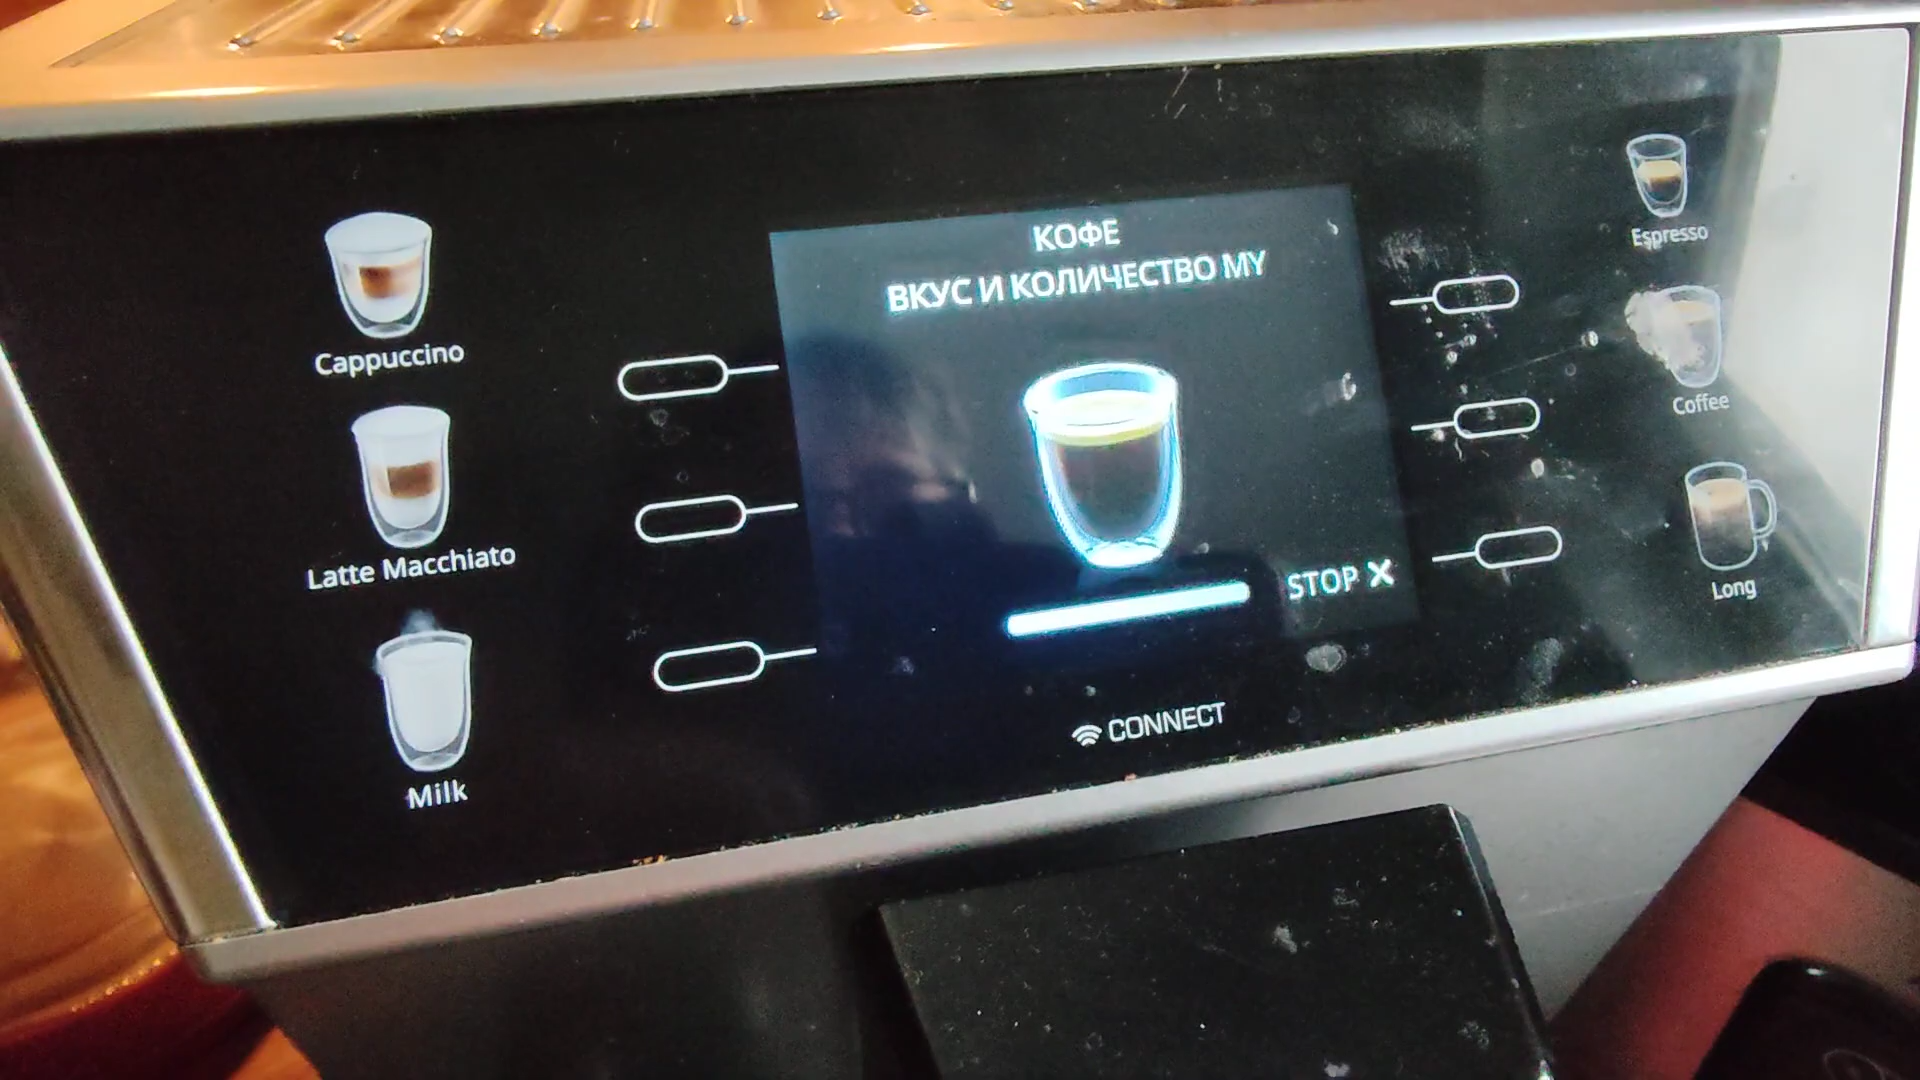 Cappuccino
Latte Macchiato
Milk
КОФЕ
ВКУС И КОЛИЧЕСТВО MY
STOP X
CONNECT
Espresso
Coffee
Long